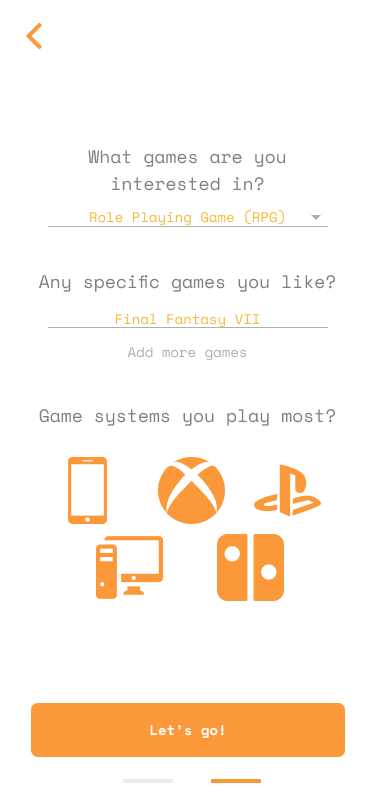 What games are you
interested in?
Role Playing Game (RPG)
Any specific games you like?
Final Fantasy VII
Add more games
Game systems you play most?
Let's go!